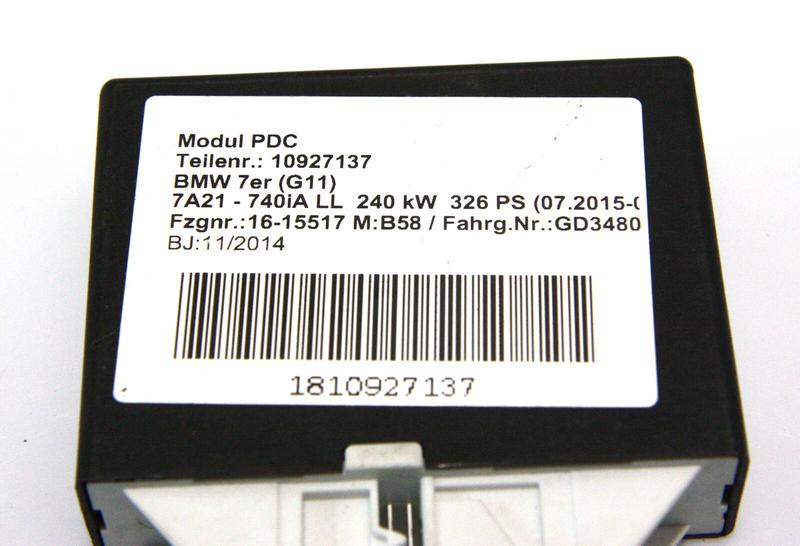 Modul PDC
Teilenr.: 10927137
BMW 7er (G11)
7A21 - 740iA LL 240 kW 326 PS (07.2015-0
Fzgnr.:16-15517 M:B58 / Fahrg.Nr.:GD3480
BJ:11/2014
1810927137